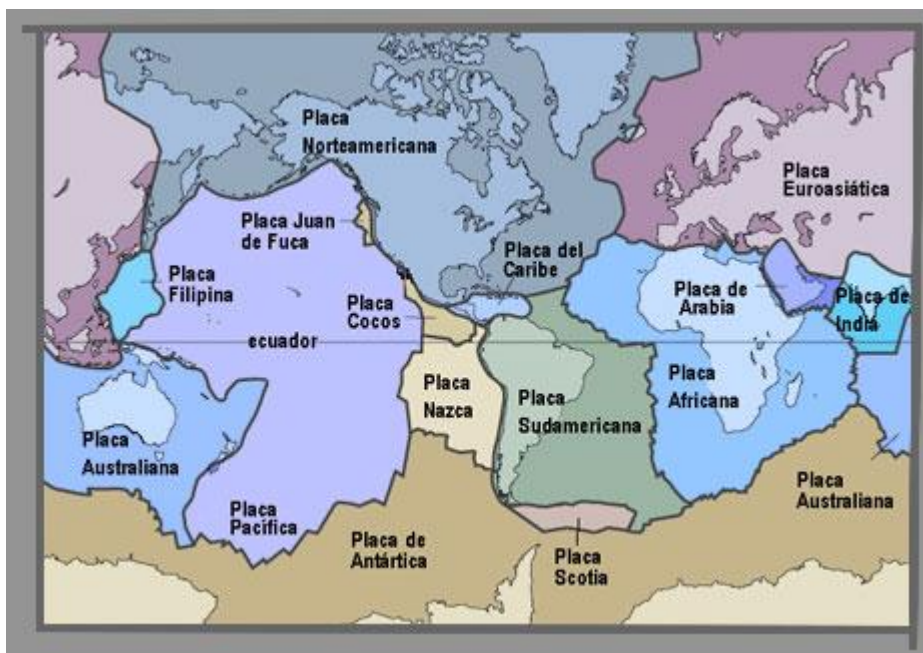 Placa
Norteamericana
Placa
Euroasiática
Placa Juan
de Fuca
Placa del
Caribe
Placa
Filipina
Placa de
Arabia
Placa de
India
Placa
Cocos
ecuador
Placa
Nazca
Placa
Sudamericana
Placa
Africana
Placa
Australiana
Placa
Australiana
Placa
Pacífica
Placa de
Antártica
Placa
Scotia